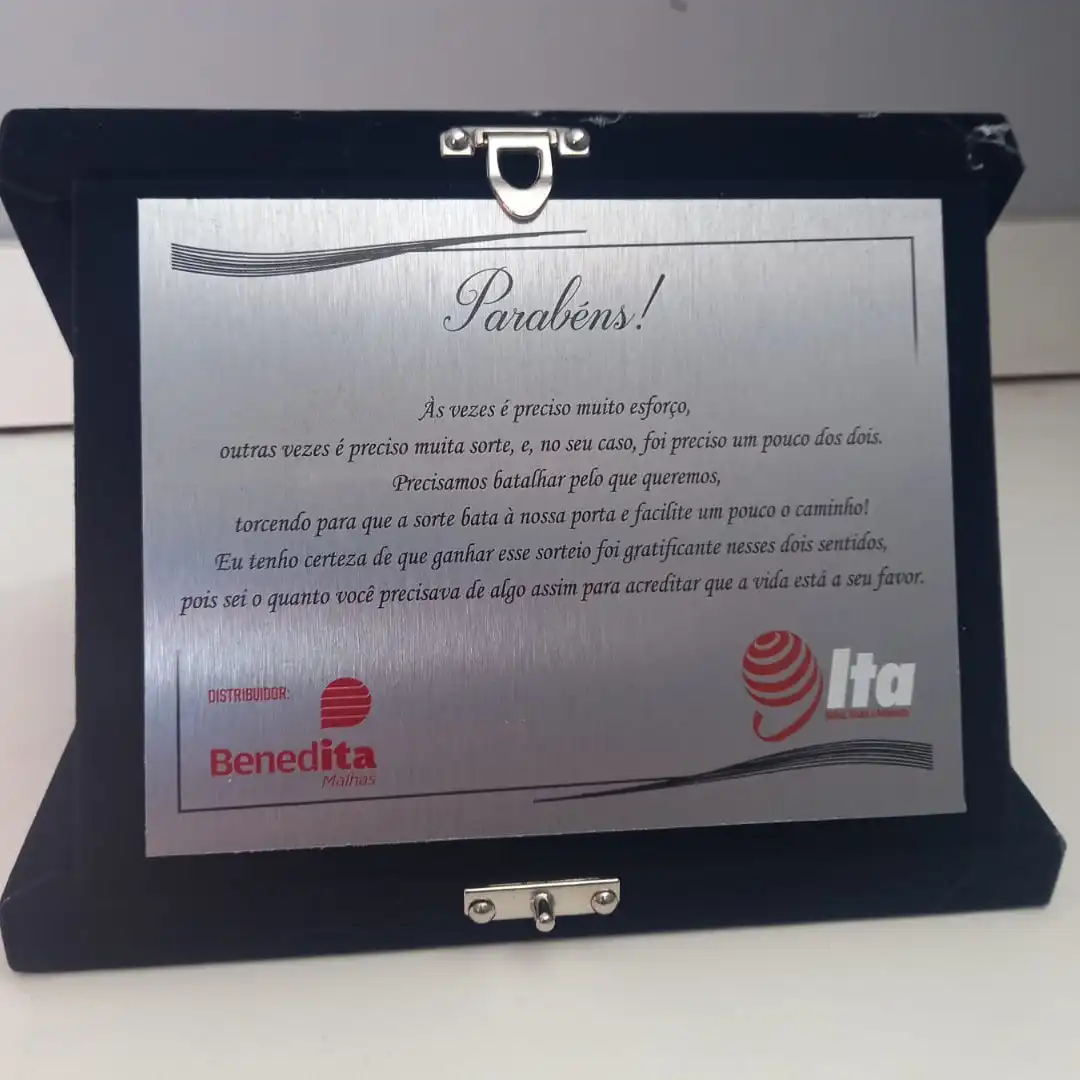 Parabéns!
Às vezes é preciso muito esforço,
outras vezes é preciso muita sorte, e, no seu caso, foi preciso um pouco dos dois.
Precisamos batalhar pelo que queremos,
torcendo para que a sorte bata à nossa porta e facilite um pouco o caminho!
Eu tenho certeza de que ganhar esse sorteio foi gratificante nesses dois sentidos,
pois sei o quanto você precisava de algo assim para acreditar que a vida está a seu favor.
DISTRIBUIDOR:
Benedita
Malhas
Ita